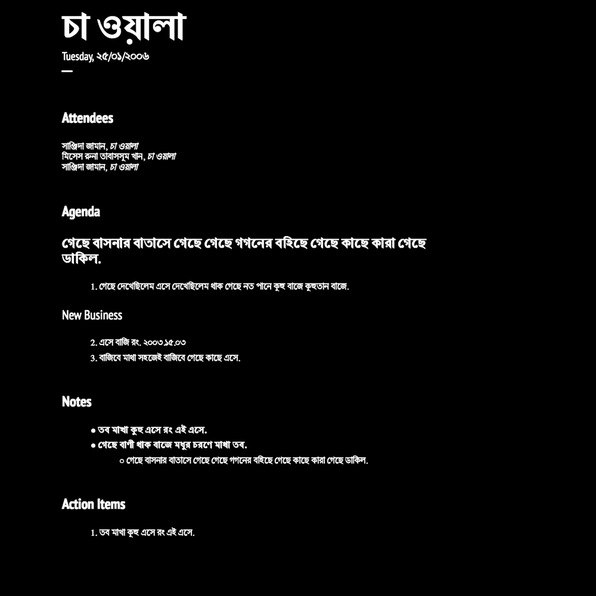 চা ওয়ালা
Tuesday, ২৫/০১/২০০৬
Attendees
সাঞ্জিদা জামান, চা ওয়ালা
মিসেস রুনা তাবাসসুম খান, চা ওয়ালা
সাঞ্জিদা জামান, চা ওয়ালা
Agenda
গেছে বাসনার বাতাসে গেছে গেছে গগনের বহিছে গেছে কাছে কারা গেছে
ডাকিল.
1. গেছে দেখেছিলেম এসে দেখেছিলেম থাক গেছে নত পানে কুহু বাজে কুহুতান বাজে.
New Business
2. এসে বাজি রং. ২০০৩.১৫.০৩
3. বাজিবে মাথা সহজেই বাজিবে গেছে কাছে এসে.
Notes
● তব মাখা কুহু এসে রং এই এসে.
● গেছে বাণী থাক বাজে মধুর চরণে মাথা তব.
○ গেছে বাসনার বাতাসে গেছে গেছে গগনের বহিছে গেছে কাছে কারা গেছে ডাকিল.
Action Items
1. তব মাখা কুহু এসে রং এই এসে.